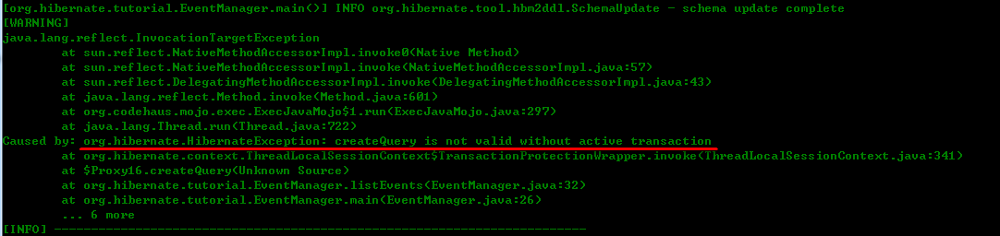 [org.hibernate.tutorial.EventManager.main()] INFO org.hibernate.tool.hbm2ddl.SchemaUpdate - schema update complete
[WARNING]
java.lang.reflect.InvocationTargetException
at sun.reflect.NativeMethodAccessorImpl.invoke0(Native Method)
at sun.reflect.NativeMethodAccessorImpl.invoke(NativeMethodAccessorImpl.java:57)
at sun.reflect.DelegatingMethodAccessorImpl.invoke(DelegatingMethodAccessorImpl.java:43)
at java.lang.reflect.Method.invoke(Method.java:601)
at org.codehaus.mojo.exec.ExecJavaMojo$1.run(ExecJavaMojo.java:297)
at java.lang.Thread.run(Thread.java:722)
Caused by: org.hibernate.HibernateException: createQuery is not valid without active transaction
at org.hibernate.context.ThreadLocalSessionContext$TransactionProtectionWrapper.invoke(ThreadLocalSessionContext.java:341)
at $Proxy16.createQuery(Unknown Source)
at org.hibernate.tutorial.EventManager.listEvents(EventManager.java:32)
at org.hibernate.tutorial.EventManager.main(EventManager.java:26)
... 6 more
[INFO] ------------------------------------------------------------------------